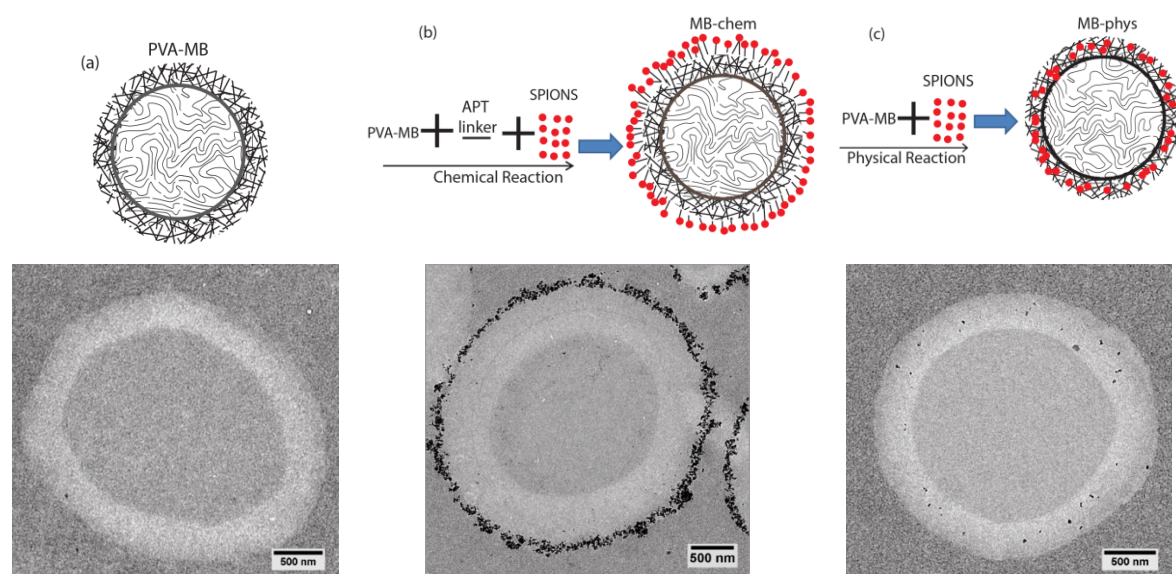 (a)
PVA-MB
500 nm
(b)
MB-chem
SPIONS
APT
linker
PVA-MB + + 
Chemical Reaction
500 nm
(c)
MB-phys
SPIONS
PVA-MB +
Physical Reaction
500 nm